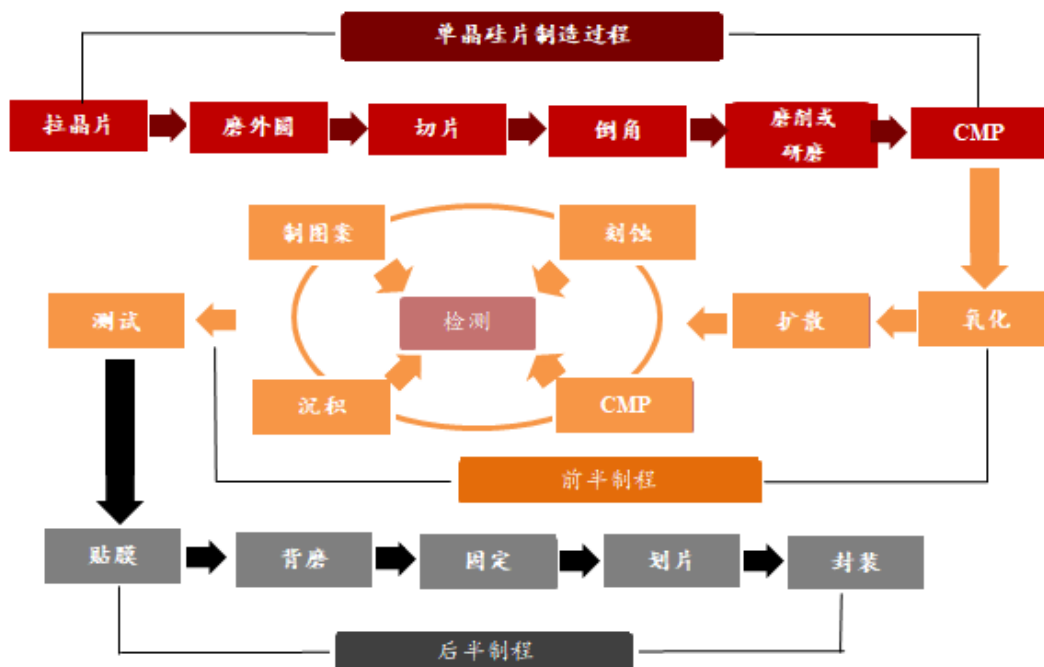 单晶硅片制造过程
拉晶片
磨外圆
切片
倒角
磨削或
研磨
CMP
制图案
刻蚀
测试
检测
扩散
氧化
沉积
CMP
前半制程
贴膜
背磨
固定
划片
封装
后半制程